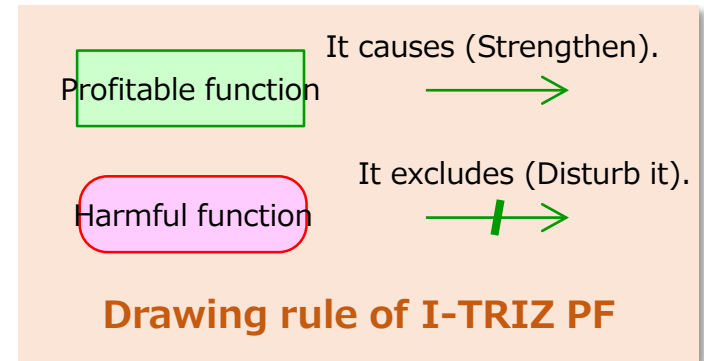 It causes (Strengthen).
Profitable function
It excludes (Disturb it).
Harmful function
Drawing rule of I-TRIZ PF